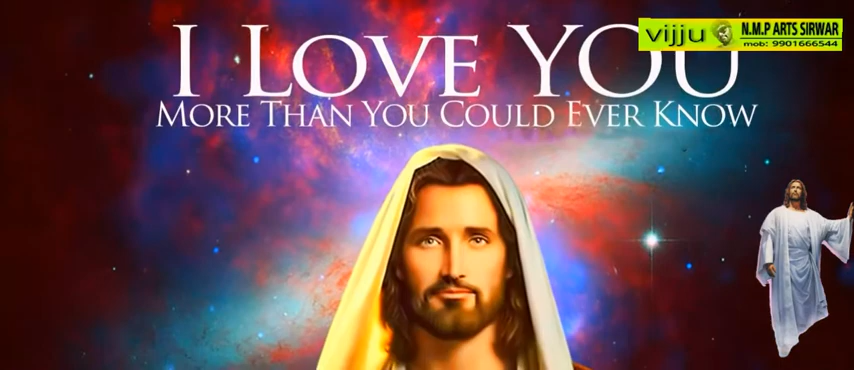 I LOVE YOU
MORE THAN YOU COULD EVER KNOW
vijju N.M.P ARTS SIRWAR
mob: 9901666544